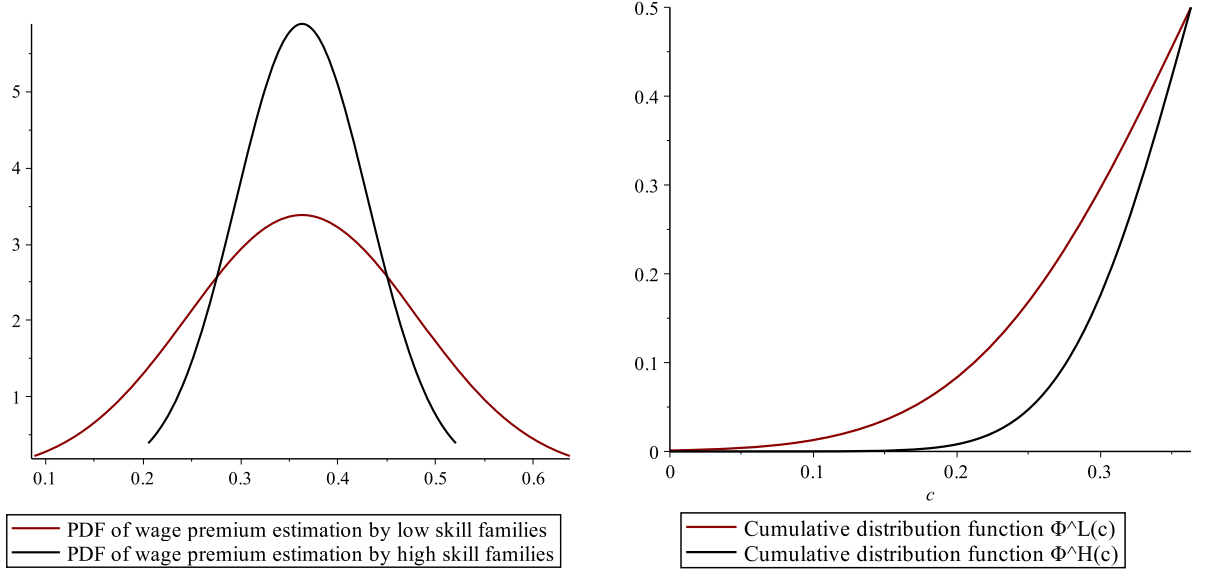 5
4
3
2
1
0.1 0.2 0.3 0.4 0.5 0.6
PDF of wage premium estimation by low skill families
PDF of wage premium estimation by high skill families
0.5
0.4
0.3
0.2
0.1
0
0 0.1 0.2 0.3
c
Cumulative distribution function Φ^L(c)
Cumulative distribution function Φ^H(c)